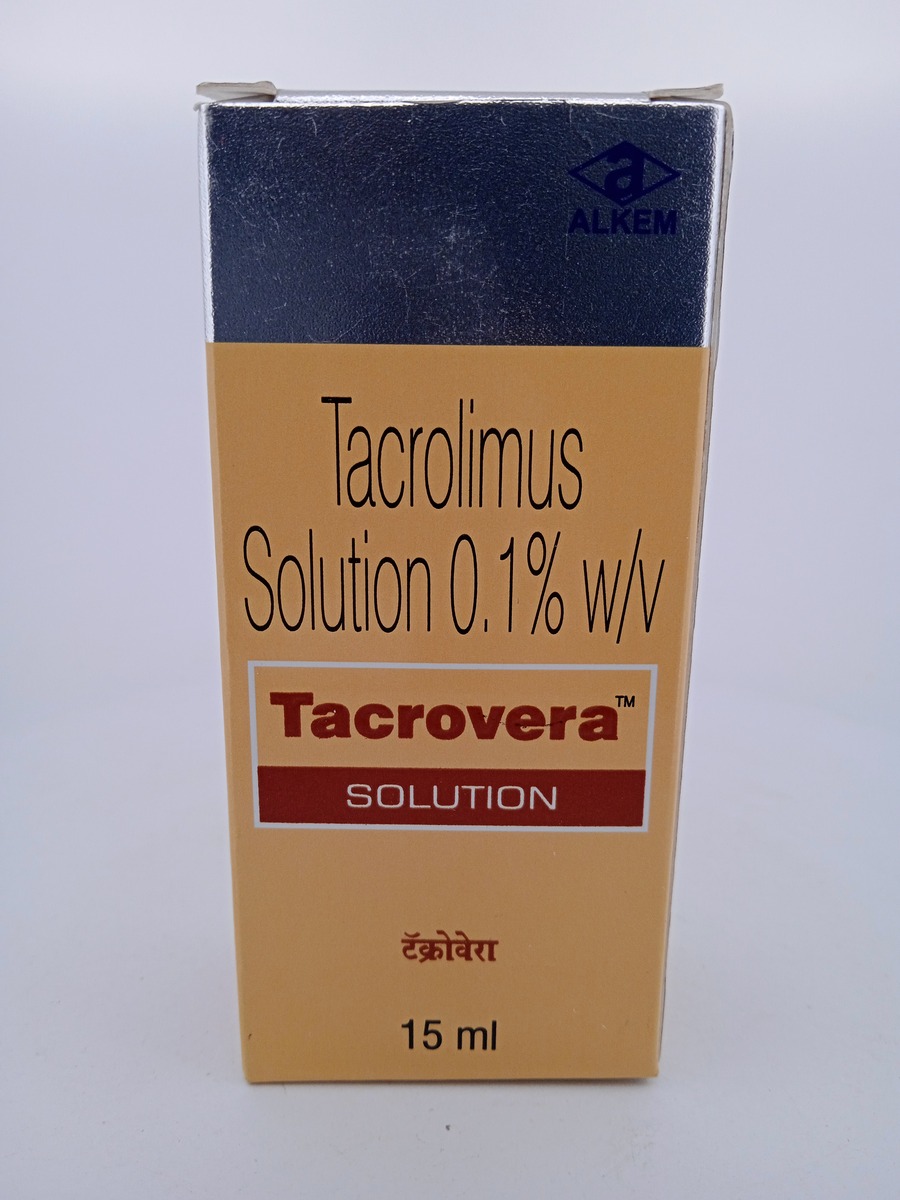 a
ALKEM
Tacrolimus
Solution 0.1% w/v
Tacrovera™
SOLUTION
टॅक्रोवेरा
15 ml